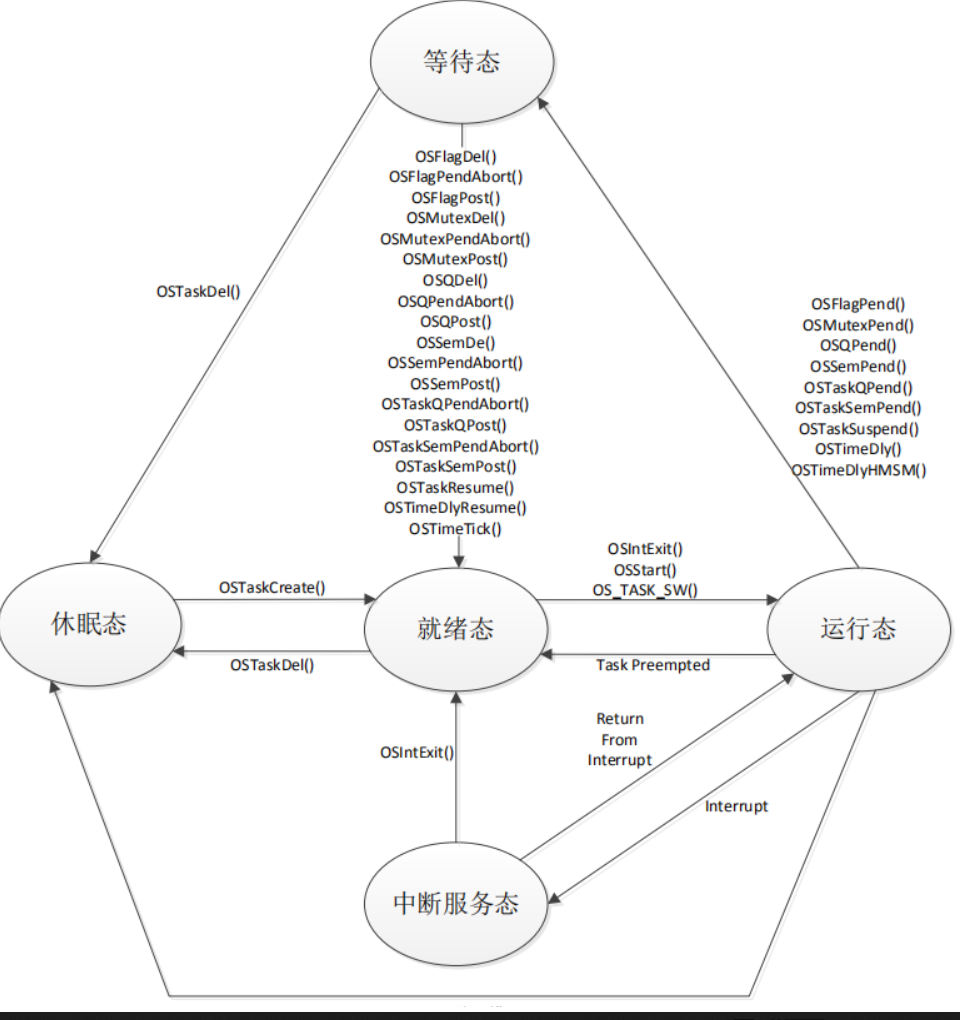 等待态
OSFlagDel()
OSFlagPendAbort()
OSFlagPost()
OSMutexDel()
OSMutexPendAbort()
OSMutexPost()
OSQDel()
OSQPendAbort()
OSQPost()
OSSemDe()
OSSemPendAbort()
OSSemPost()
OSTaskQPendAbort()
OSTaskQPost()
OSTaskSemPendAbort()
OSTaskSemPost()
OSTaskResume()
OSTimeDlyResume()
OSTimeTick()
OSTaskDel()
OSFlagPend()
OSMutexPend()
OSQPend()
OSSemPend()
OSTaskQPend()
OSTaskSemPend()
OSTaskSuspend()
OSTimeDly()
OSTimeDlyHMSM()
休眠态
OSTaskCreate()
OSTaskDel()
就绪态
OSIntExit()
OSStart()
OS_TASK_SW()
Task Preempted
运行态
OSIntExit()
Return
From
Interrupt
Interrupt
中断服务态